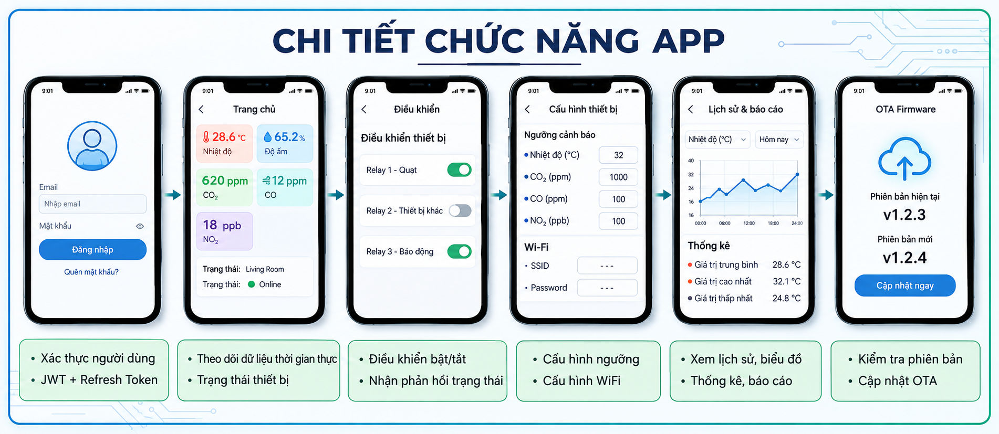 CHI TIẾT CHỨC NĂNG APP
9:01
Email
Nhập email
Mật khẩu
Đăng nhập
Quên mật khẩu?
9:01
Trang chủ
28.6 °C
Nhiệt độ
65.2 %
Độ ẩm
620 ppm
CO₂
12 ppm
CO
18 ppb
NO₂
Trạng thái: Living Room
Trạng thái: Online
9:01
Điều khiển
Điều khiển thiết bị
Relay 1 - Quạt
Relay 2 - Thiết bị khác
Relay 3 - Báo động
9:01
Cấu hình thiết bị
Ngưỡng cảnh báo
• Nhiệt độ (°C) 32
• CO₂ (ppm) 1000
• CO (ppm) 100
• NO₂ (ppb) 100
Wi-Fi
• SSID ---
• Password ---
9:01
Lịch sử & báo cáo
Nhiệt độ (°C) Hôm nay
40
32
24
16
16
00:00 06:00 12:00 18:00 24:00
Thống kê
• Giá trị trung bình 28.6 °C
• Giá trị cao nhất 32.1 °C
• Giá trị thấp nhất 24.8 °C
9:01
OTA Firmware
Phiên bản hiện tại
v1.2.3
Phiên bản mới
v1.2.4
Cập nhật ngay
• Xác thực người dùng
• JWT + Refresh Token
• Theo dõi dữ liệu thời gian thực
• Trạng thái thiết bị
• Điều khiển bật/tắt
• Nhận phản hồi trạng thái
• Cấu hình ngưỡng
• Cấu hình WiFi
• Xem lịch sử, biểu đồ
• Thống kê, báo cáo
• Kiểm tra phiên bản
• Cập nhật OTA